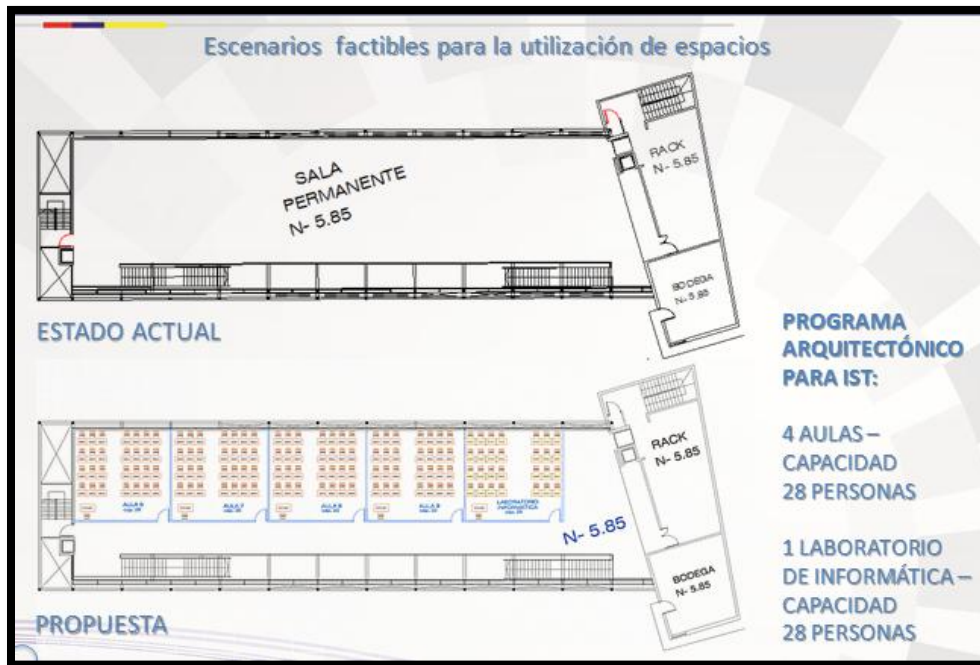 Escenarios factibles para la utilización de espacios
SALA
PERMANENTE
N- 5.85
RACK
N- 5.85
BODEGA
N- 5.85
ESTADO ACTUAL
PROGRAMA
ARQUITECTÓNICO
PARA IST:
4 AULAS –
CAPACIDAD
28 PERSONAS
1 LABORATORIO
DE INFORMÁTICA –
CAPACIDAD
28 PERSONAS
RACK
N- 5.85
N- 5.85
BODEGA
N- 5.85
LABORATORIO
INFORMATICA
PROPUESTA